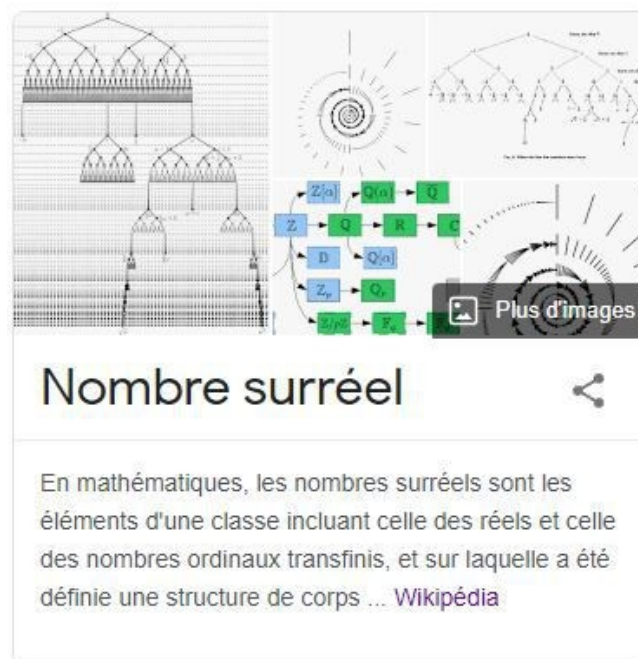 Z[α]
Q(α)
Q
Z
Q
R
C
D
Q[α]
Z/pZ
Plus d'images
Nombre surréel
En mathématiques, les nombres surréels sont les
éléments d'une classe incluant celle des réels et celle
des nombres ordinaux transfinis, et sur laquelle a été
définie une structure de corps ... Wikipédia